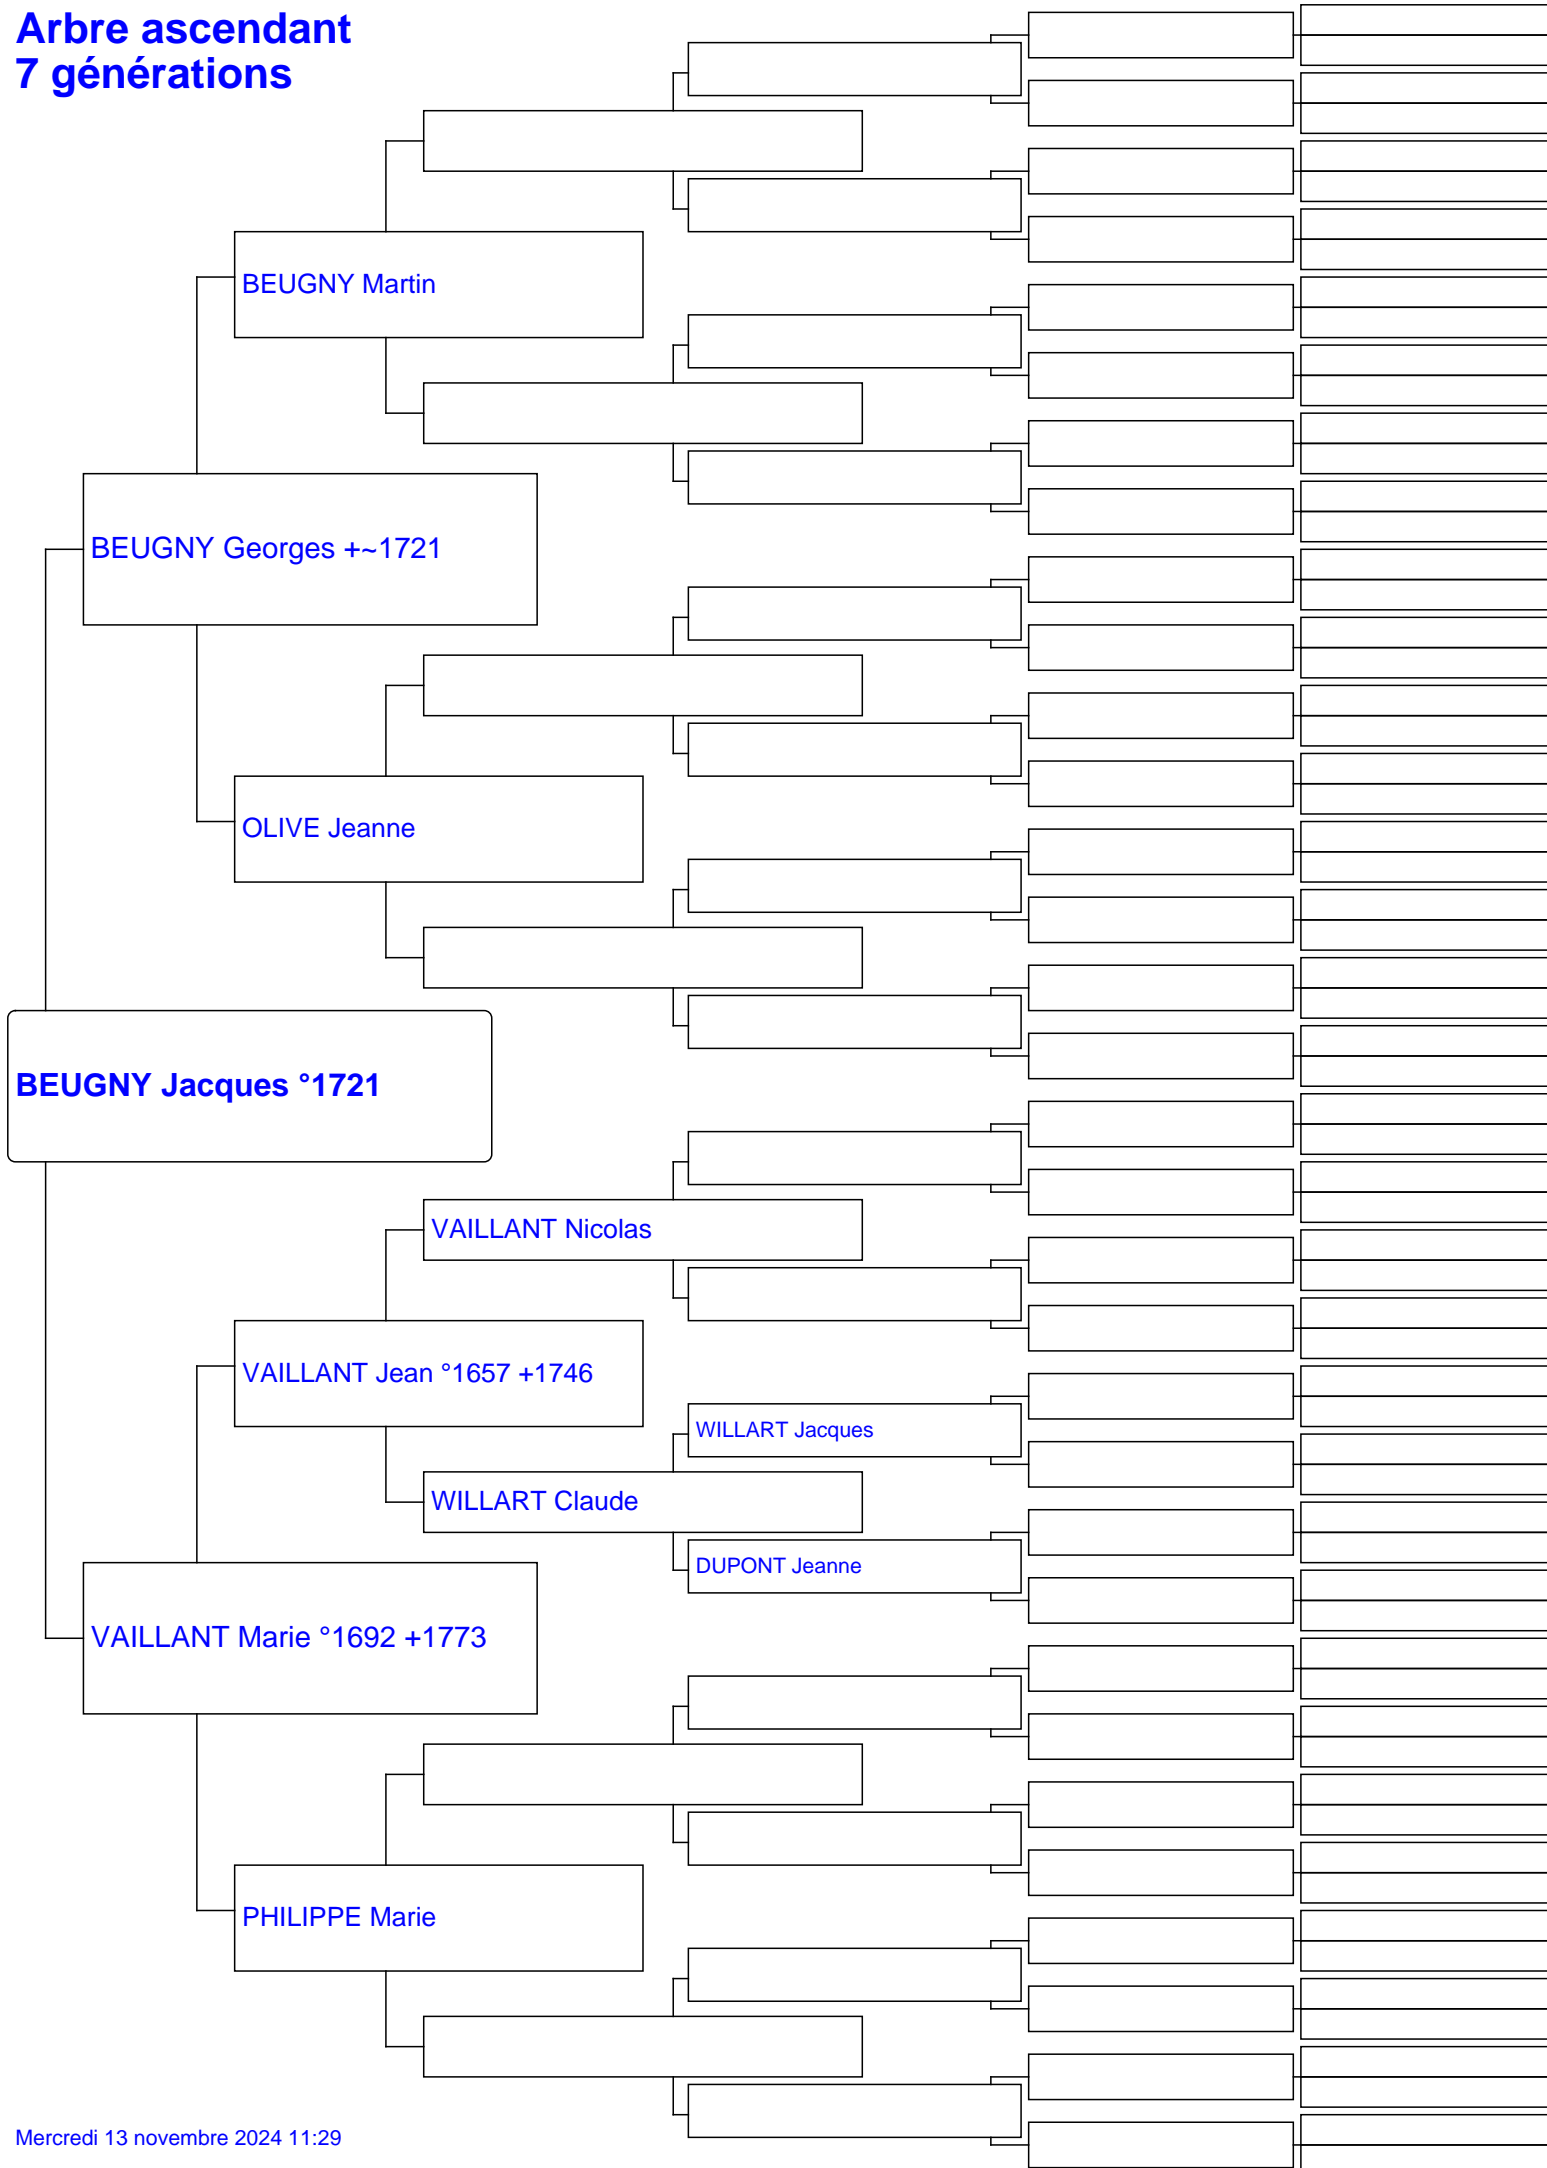 Arbre ascendant
7 générations
BEUGNY Martin
BEUGNY Georges +~1721
OLIVE Jeanne
BEUGNY Jacques °1721
VAILLANT Nicolas
VAILLANT Jean °1657 +1746
WILLART Jacques
WILLART Claude
DUPONT Jeanne
VAILLANT Marie °1692 +1773
PHILIPPE Marie
Mercredi 13 novembre 2024 11:29